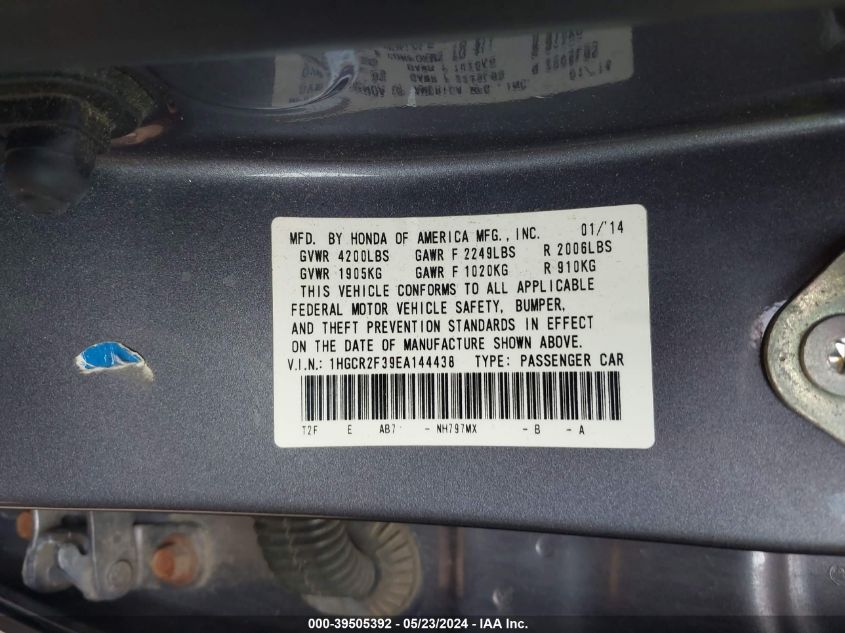 MFD. BY HONDA OF AMERICA MFG., INC. 01/'14
GVWR 4200LBS GAWR F 2249LBS R 2006LBS
GVWR 1905KG GAWR F 1020KG R 910KG
THIS VEHICLE CONFORMS TO ALL APPLICABLE
FEDERAL MOTOR VEHICLE SAFETY, BUMPER,
AND THEFT PREVENTION STANDARDS IN EFFECT
ON THE DATE OF MANUFACTURE SHOWN ABOVE.
V.I.N.: 1HGCR2F39EA144438 TYPE: PASSENGER CAR
T2F E AB7 - NH797MX - B - A
000-39505392 - 05/23/2024 - IAA Inc.